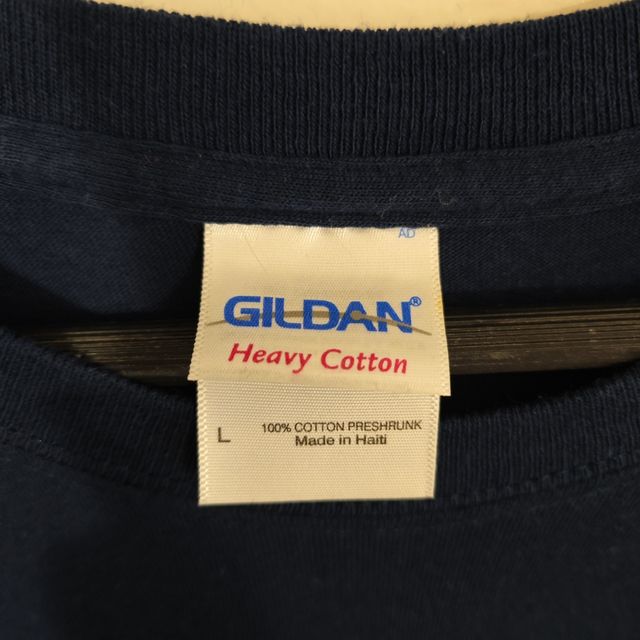 AD
GILDAN®
Heavy Cotton
L 100% COTTON PRESHRUNK
Made in Haiti